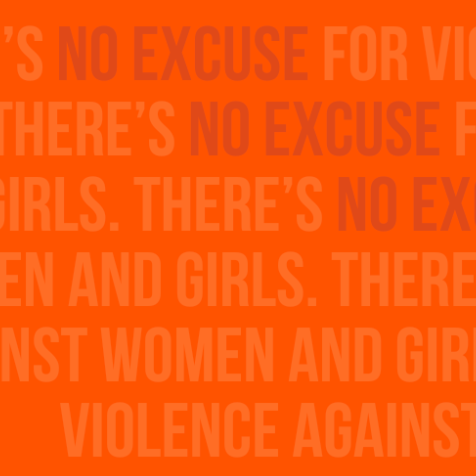 ’S NO EXCUSE FOR VIO
THERE’S NO EXCUSE F
GIRLS. THERE’S NO EXC
EN AND GIRLS. THERE
NST WOMEN AND GIR
VIOLENCE AGAINST